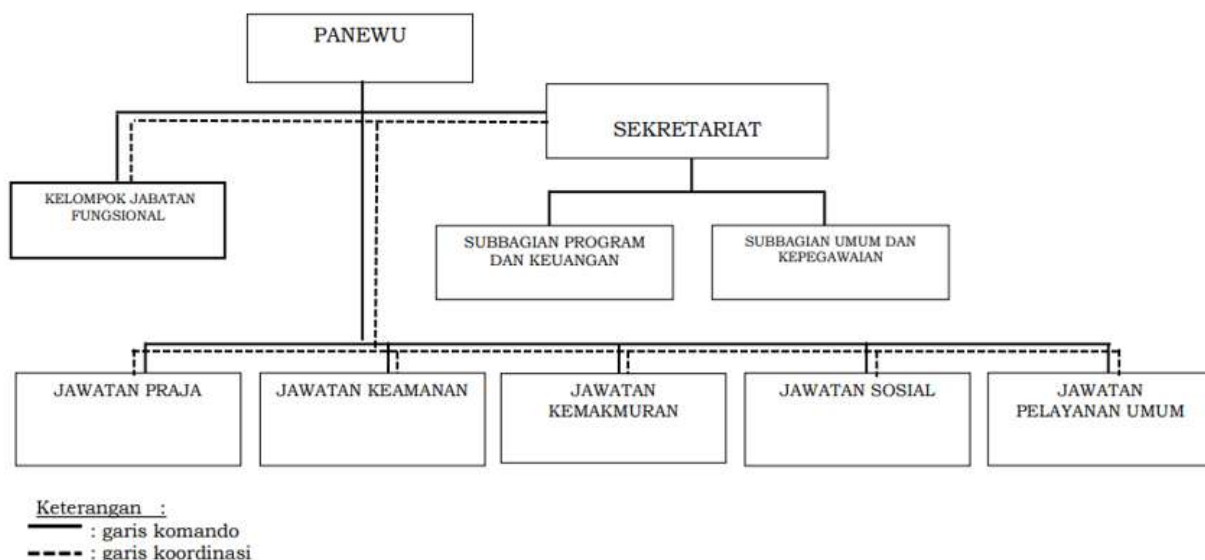 PANEWU
SEKRETARIAT
KELOMPOK JABATAN
FUNGSIONAL
SUBBAGIAN PROGRAM
DAN KEUANGAN
SUBBAGIAN UMUM DAN
KEPEGAWAIAN
JAWATAN PRAJA
JAWATAN KEAMANAN
JAWATAN
KEMAKMURAN
JAWATAN SOSIAL
JAWATAN
PELAYANAN UMUM
Keterangan :
: garis komando
: garis koordinasi